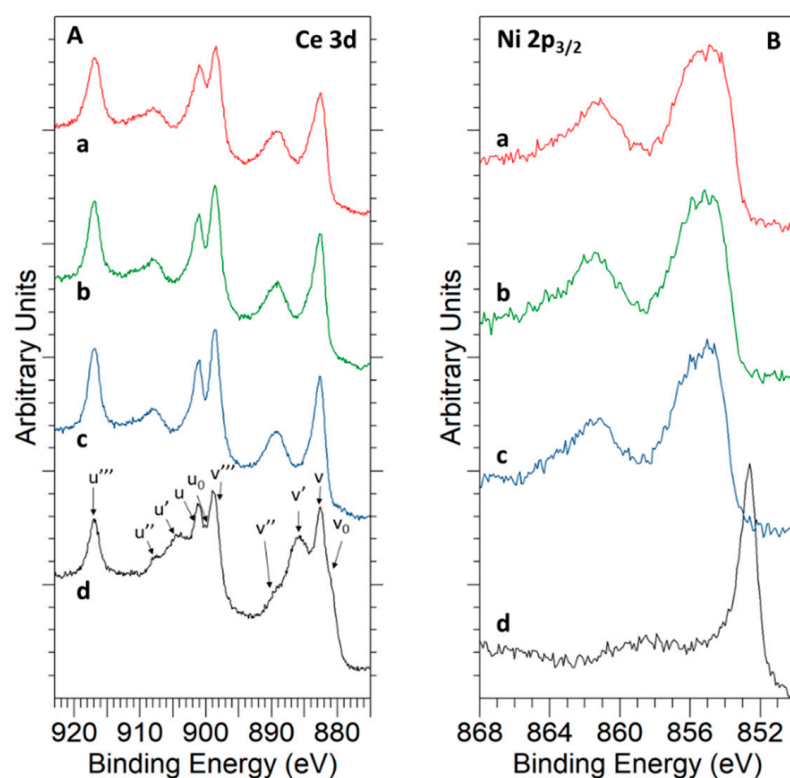 A
Ce 3d
a
b
c
u'''
u''
u'
u
u₀
v'''
v''
v'
v
v₀
d
Arbitrary Units
920 910 900 890 880
Binding Energy (eV)
Ni 2p₃/₂
B
a
b
c
d
Arbitrary Units
868 864 860 856 852
Binding Energy (eV)